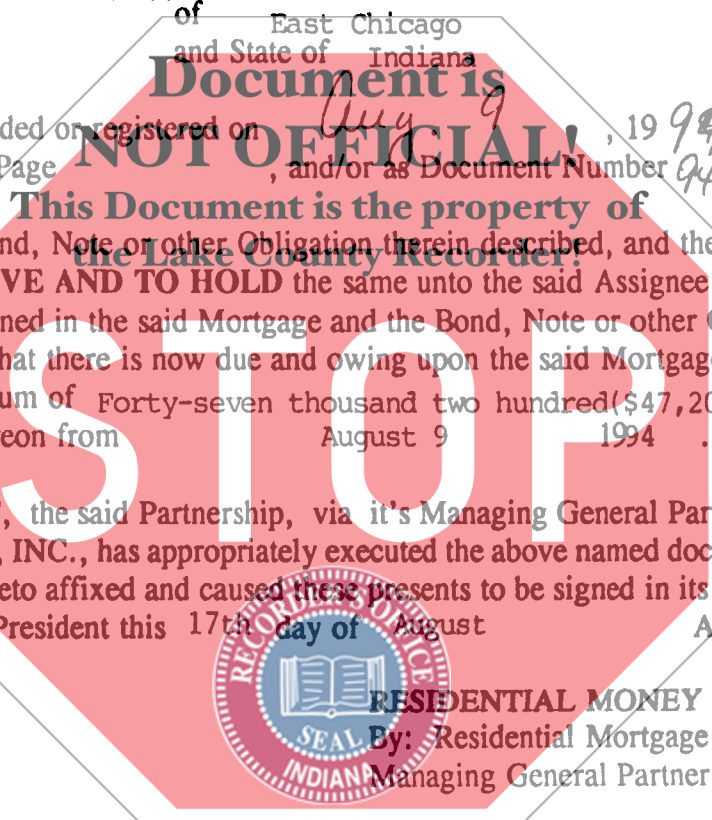 of East Chicago
and State of Indiana
Document is
ded or registered on Aug 9 , 19 94
NOT OFFICIAL!
Page , and/or as Document Number 94
This Document is the property of
nd, Note or other Obligation therein described, and the
the Lake County Recorder!
VE AND TO HOLD the same unto the said Assignee
ned in the said Mortgage and the Bond, Note or other
hat there is now due and owing upon the said Mortgage
um of Forty-seven thousand two hundred($47,20
eon from August 9 1994 .
STOP
, the said Partnership, via it's Managing General Par
, INC., has appropriately executed the above named doc
eto affixed and caused these presents to be signed in its
President this 17th day of August A
RECORDER'S OFFICE
SEAL
INDIANA
RESIDENTIAL MONEY
By: Residential Mortgage
Managing General Partner